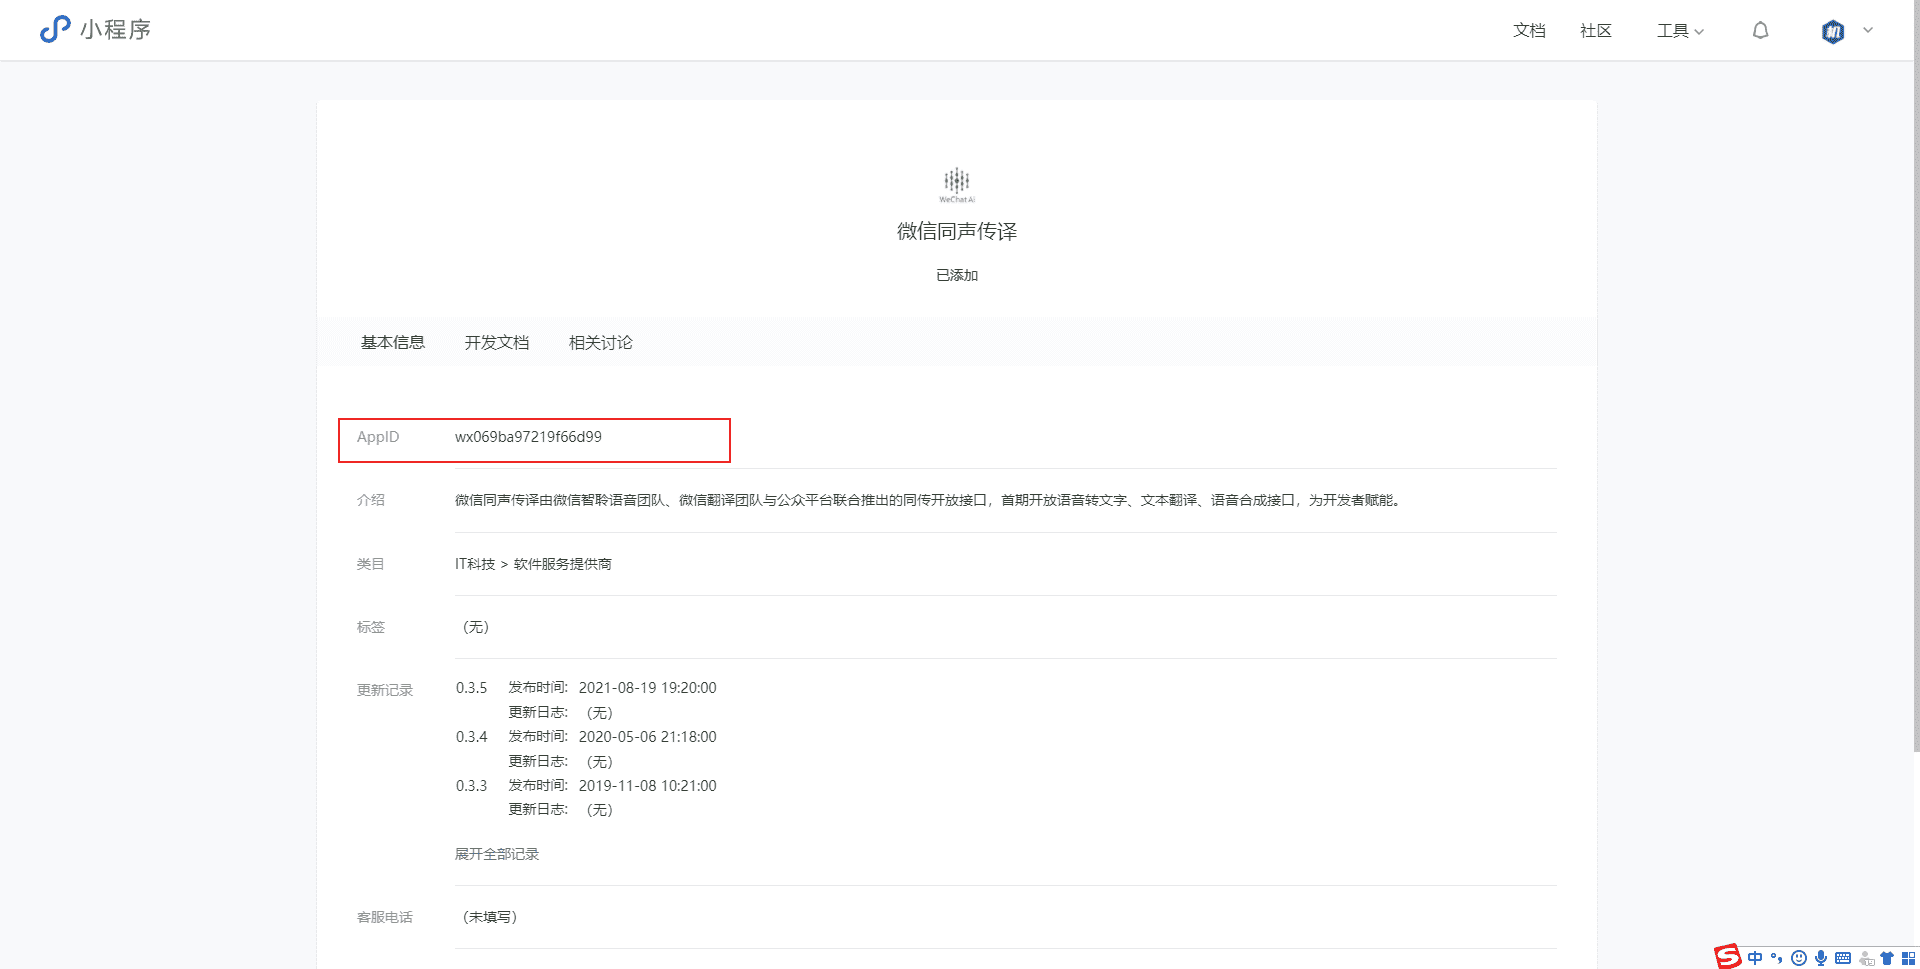 小程序
文档 社区 工具
WeChat AI
微信同声传译
已添加
基本信息 开发文档 相关讨论
AppID wx069ba97219f66d99
介绍 微信同声传译由微信智聆语音团队、微信翻译团队与公众平台联合推出的同传开放接口，首期开放语音转文字、文本翻译、语音合成接口，为开发者赋能。
类目 IT科技 > 软件服务提供商
标签 （无）
更新记录 0.3.5 发布时间: 2021-08-19 19:20:00
更新日志: （无）
0.3.4 发布时间: 2020-05-06 21:18:00
更新日志: （无）
0.3.3 发布时间: 2019-11-08 10:21:00
更新日志: （无）
展开全部记录
客服电话 （未填写）
中